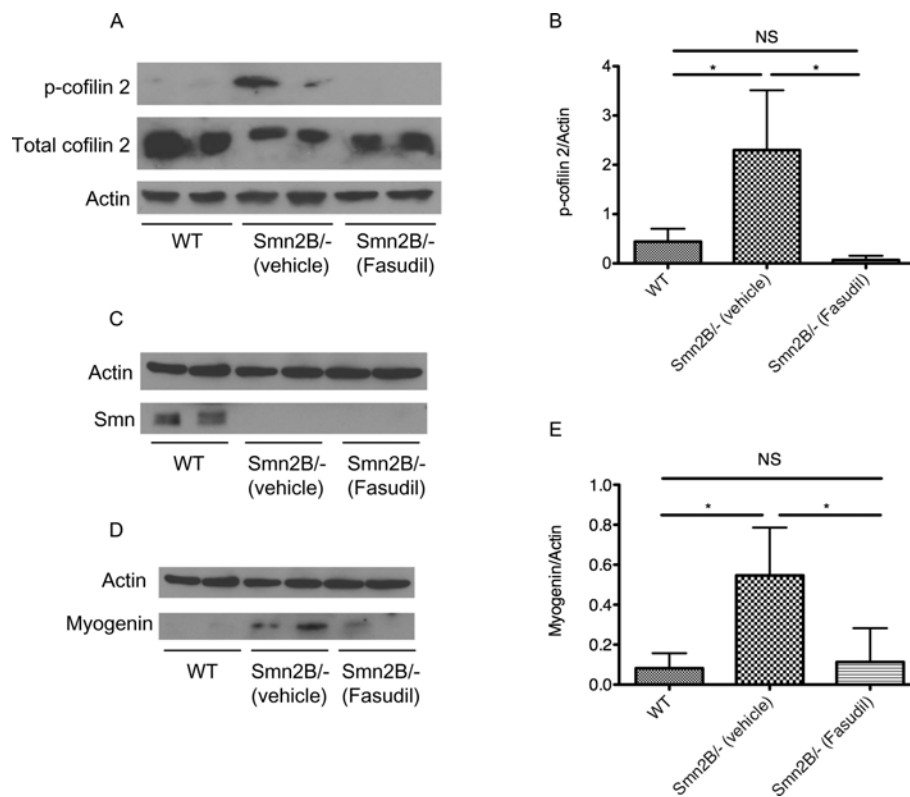 A
p-cofilin 2
Total cofilin 2
Actin
WT
Smn2B/-
(vehicle)
Smn2B/-
(Fasudil)
B
NS
* *
4
3
2
1
0
p-cofilin 2/Actin
WT
Smn2B/- (vehicle)
Smn2B/- (Fasudil)
C
Actin
Smn
WT
Smn2B/-
(vehicle)
Smn2B/-
(Fasudil)
D
Actin
Myogenin
WT
Smn2B/-
(vehicle)
Smn2B/-
(Fasudil)
E
NS
* *
1.0
0.8
0.6
0.4
0.2
0.0
Myogenin/Actin
WT
Smn2B/- (vehicle)
Smn2B/- (Fasudil)